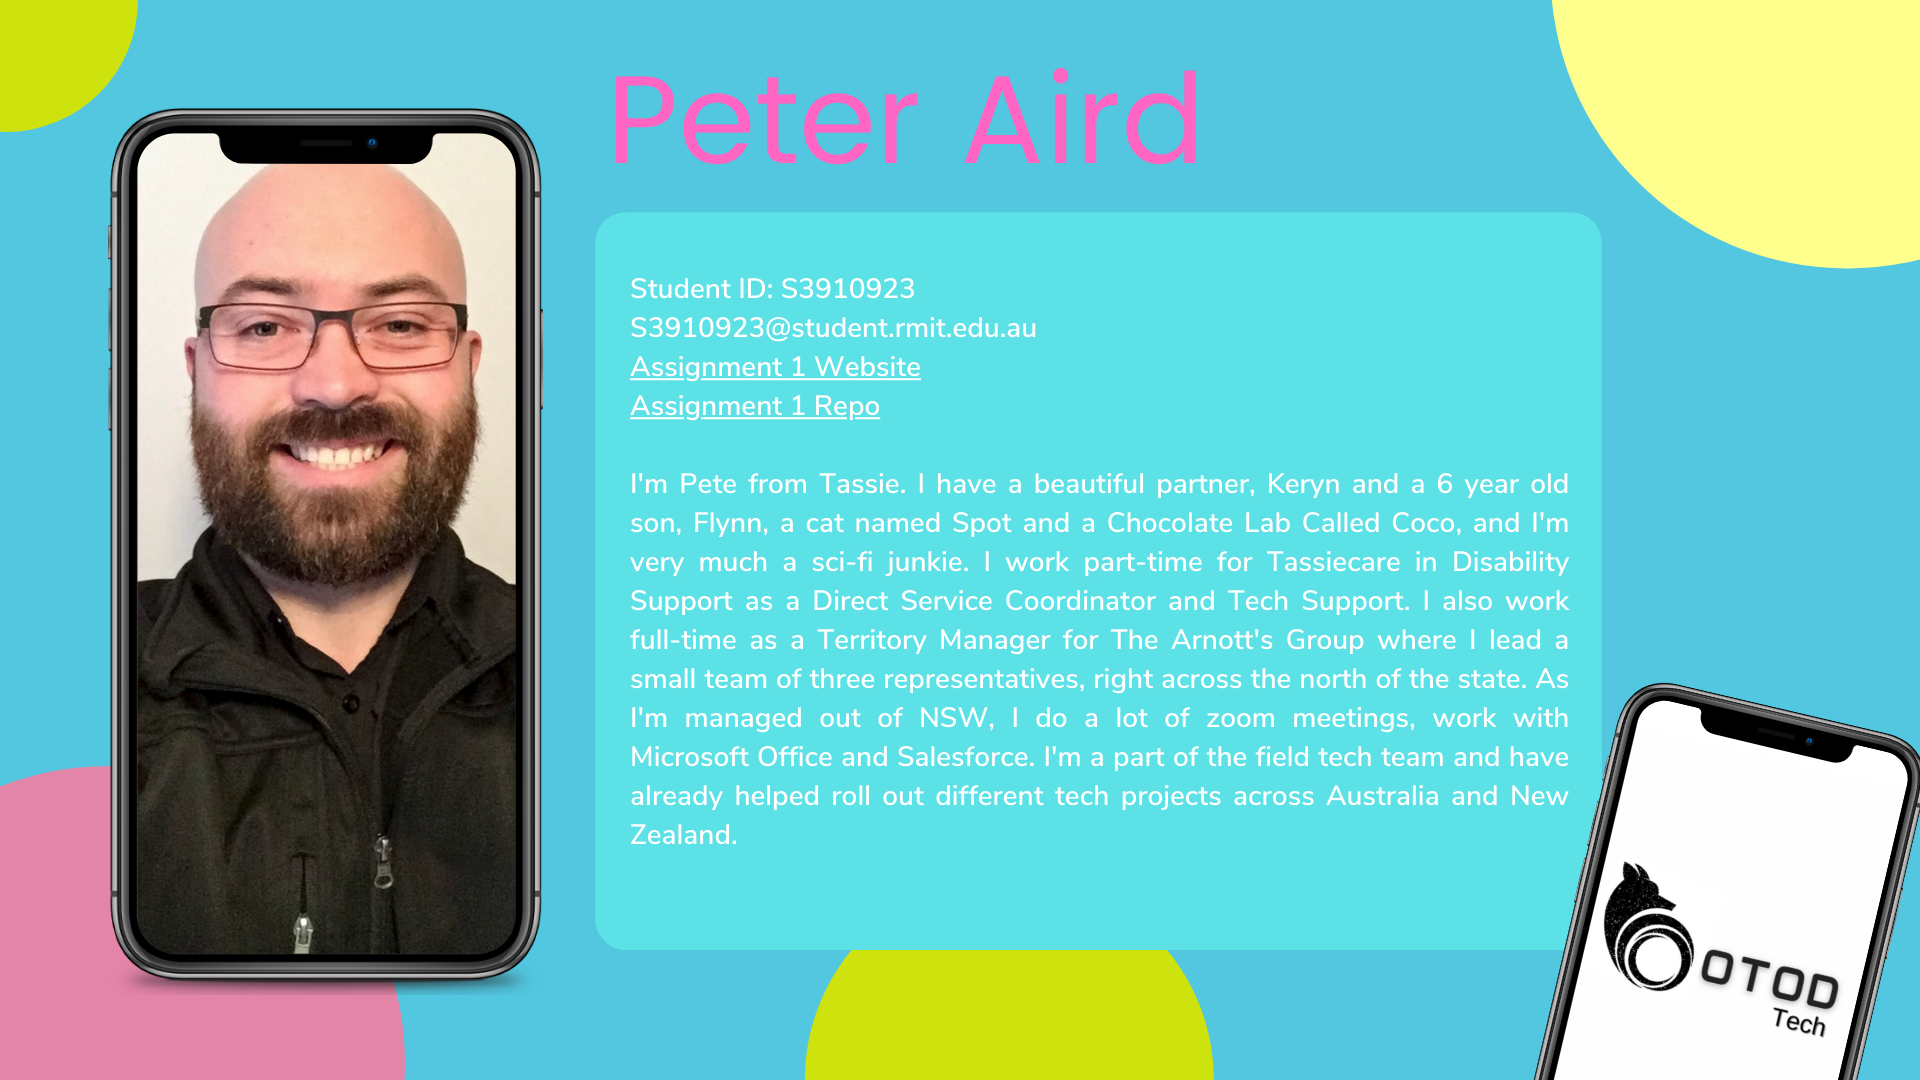 Peter Aird
Student ID: S3910923
S3910923@student.rmit.edu.au
Assignment 1 Website
Assignment 1 Repo
I'm Pete from Tassie. I have a beautiful partner, Keryn and a 6 year old
son, Flynn, a cat named Spot and a Chocolate Lab Called Coco, and I'm
very much a sci-fi junkie. I work part-time for Tassiecare in Disability
Support as a Direct Service Coordinator and Tech Support. I also work
full-time as a Territory Manager for The Arnott's Group where I lead a
small team of three representatives, right across the north of the state. As
I'm managed out of NSW, I do a lot of zoom meetings, work with
Microsoft Office and Salesforce. I'm a part of the field tech team and have
already helped roll out different tech projects across Australia and New
Zealand.
OTOD
Tech